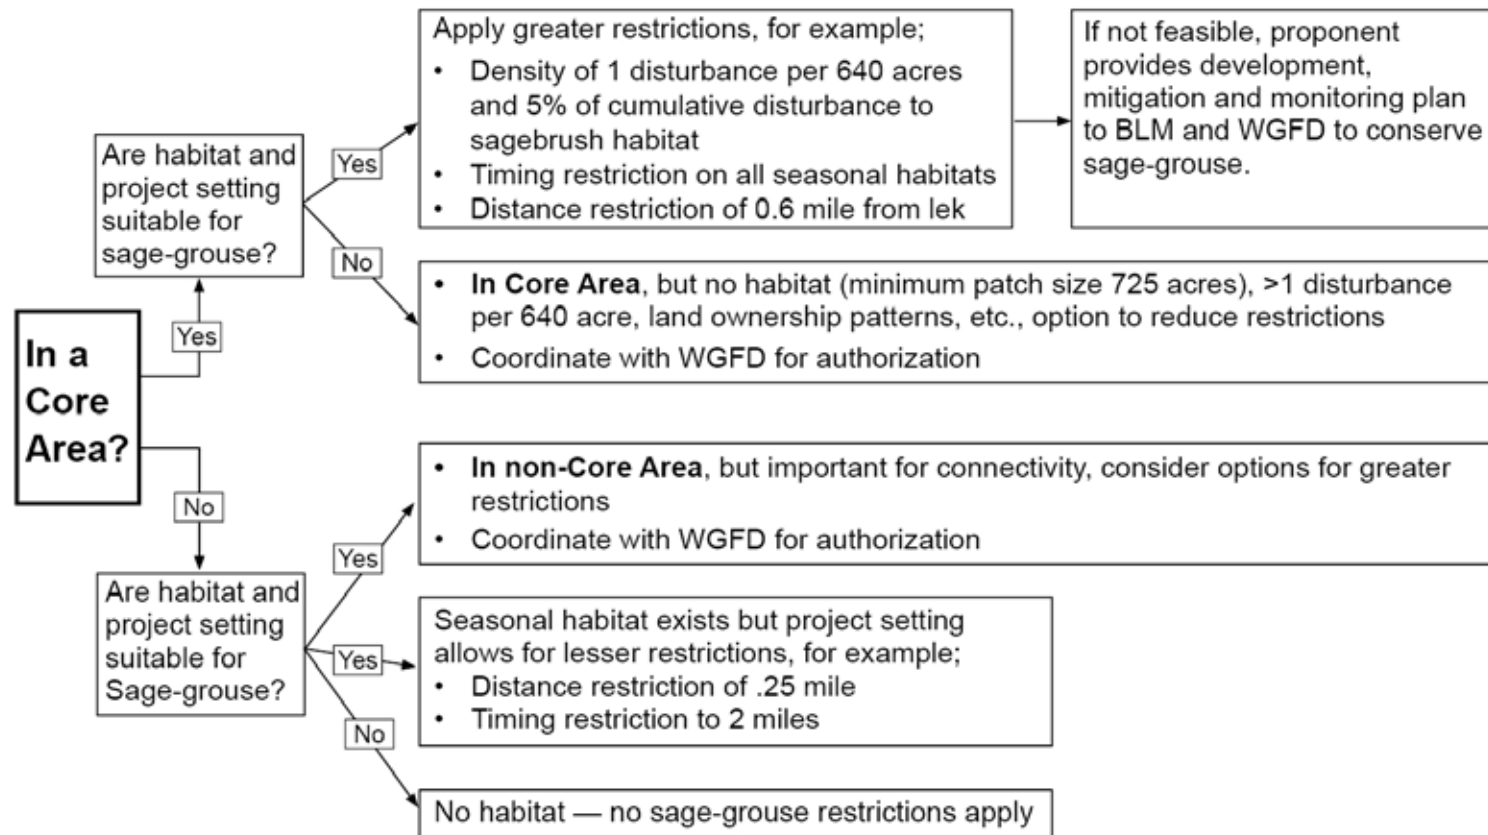 In a
Core
Area?
Yes
Are habitat and
project setting
suitable for
sage-grouse?
Yes
Apply greater restrictions, for example;
• Density of 1 disturbance per 640 acres
and 5% of cumulative disturbance to
sagebrush habitat
• Timing restriction on all seasonal habitats
• Distance restriction of 0.6 mile from lek
If not feasible, proponent
provides development,
mitigation and monitoring plan
to BLM and WGFD to conserve
sage-grouse.
No
• In Core Area, but no habitat (minimum patch size 725 acres), >1 disturbance
per 640 acre, land ownership patterns, etc., option to reduce restrictions
• Coordinate with WGFD for authorization
No
Are habitat and
project setting
suitable for
Sage-grouse?
Yes
• In non-Core Area, but important for connectivity, consider options for greater
restrictions
• Coordinate with WGFD for authorization
Yes
Seasonal habitat exists but project setting
allows for lesser restrictions, for example;
• Distance restriction of .25 mile
• Timing restriction to 2 miles
No
No habitat — no sage-grouse restrictions apply